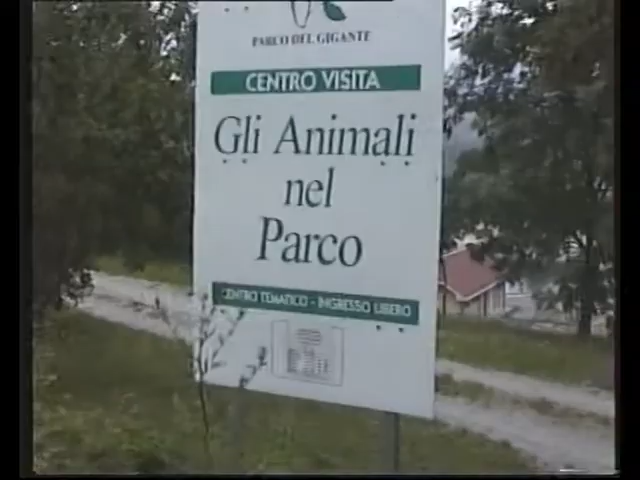 PARCO DEL GIGANTE
CENTRO VISITA
Gli Animali
nel
Parco
CENTRO TEMATICO - INGRESSO LIBERO